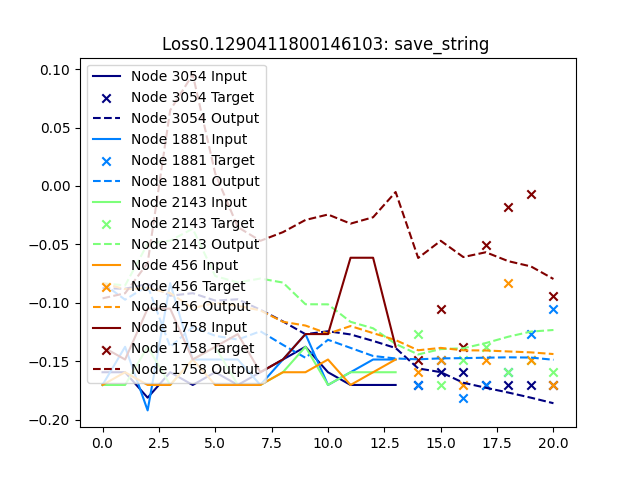 Loss0.1290411800146103: save_string
0.10
0.05
0.00
−0.05
−0.10
−0.15
−0.20
Node 3054 Input
Node 3054 Target
Node 3054 Output
Node 1881 Input
Node 1881 Target
Node 1881 Output
Node 2143 Input
Node 2143 Target
Node 2143 Output
Node 456 Input
Node 456 Target
Node 456 Output
Node 1758 Input
Node 1758 Target
Node 1758 Output
0.0 2.5 5.0 7.5 10.0 12.5 15.0 17.5 20.0